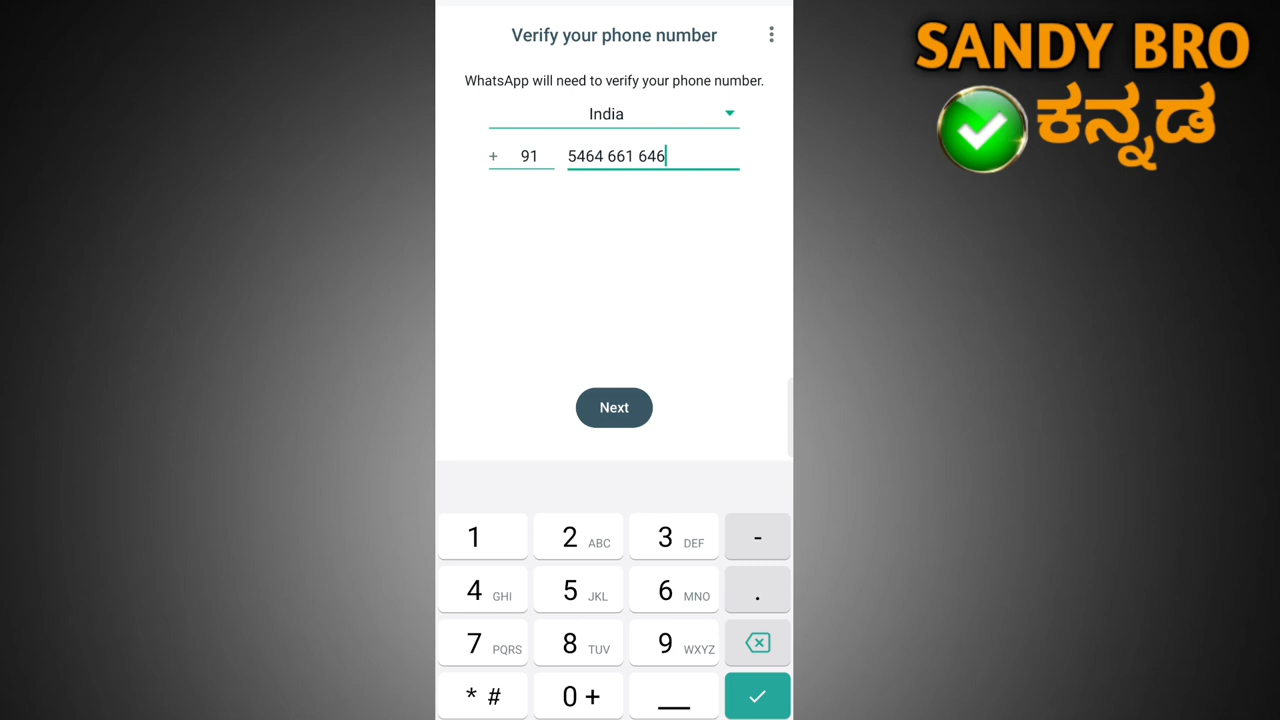 Verify your phone number
WhatsApp will need to verify your phone number.
India
+ 91 5464 661 646
Next
1 2 ABC 3 DEF -
4 GHI 5 JKL 6 MNO .
7 PQRS 8 TUV 9 WXYZ
* # 0 +
SANDY BRO
ಕನ್ನಡ